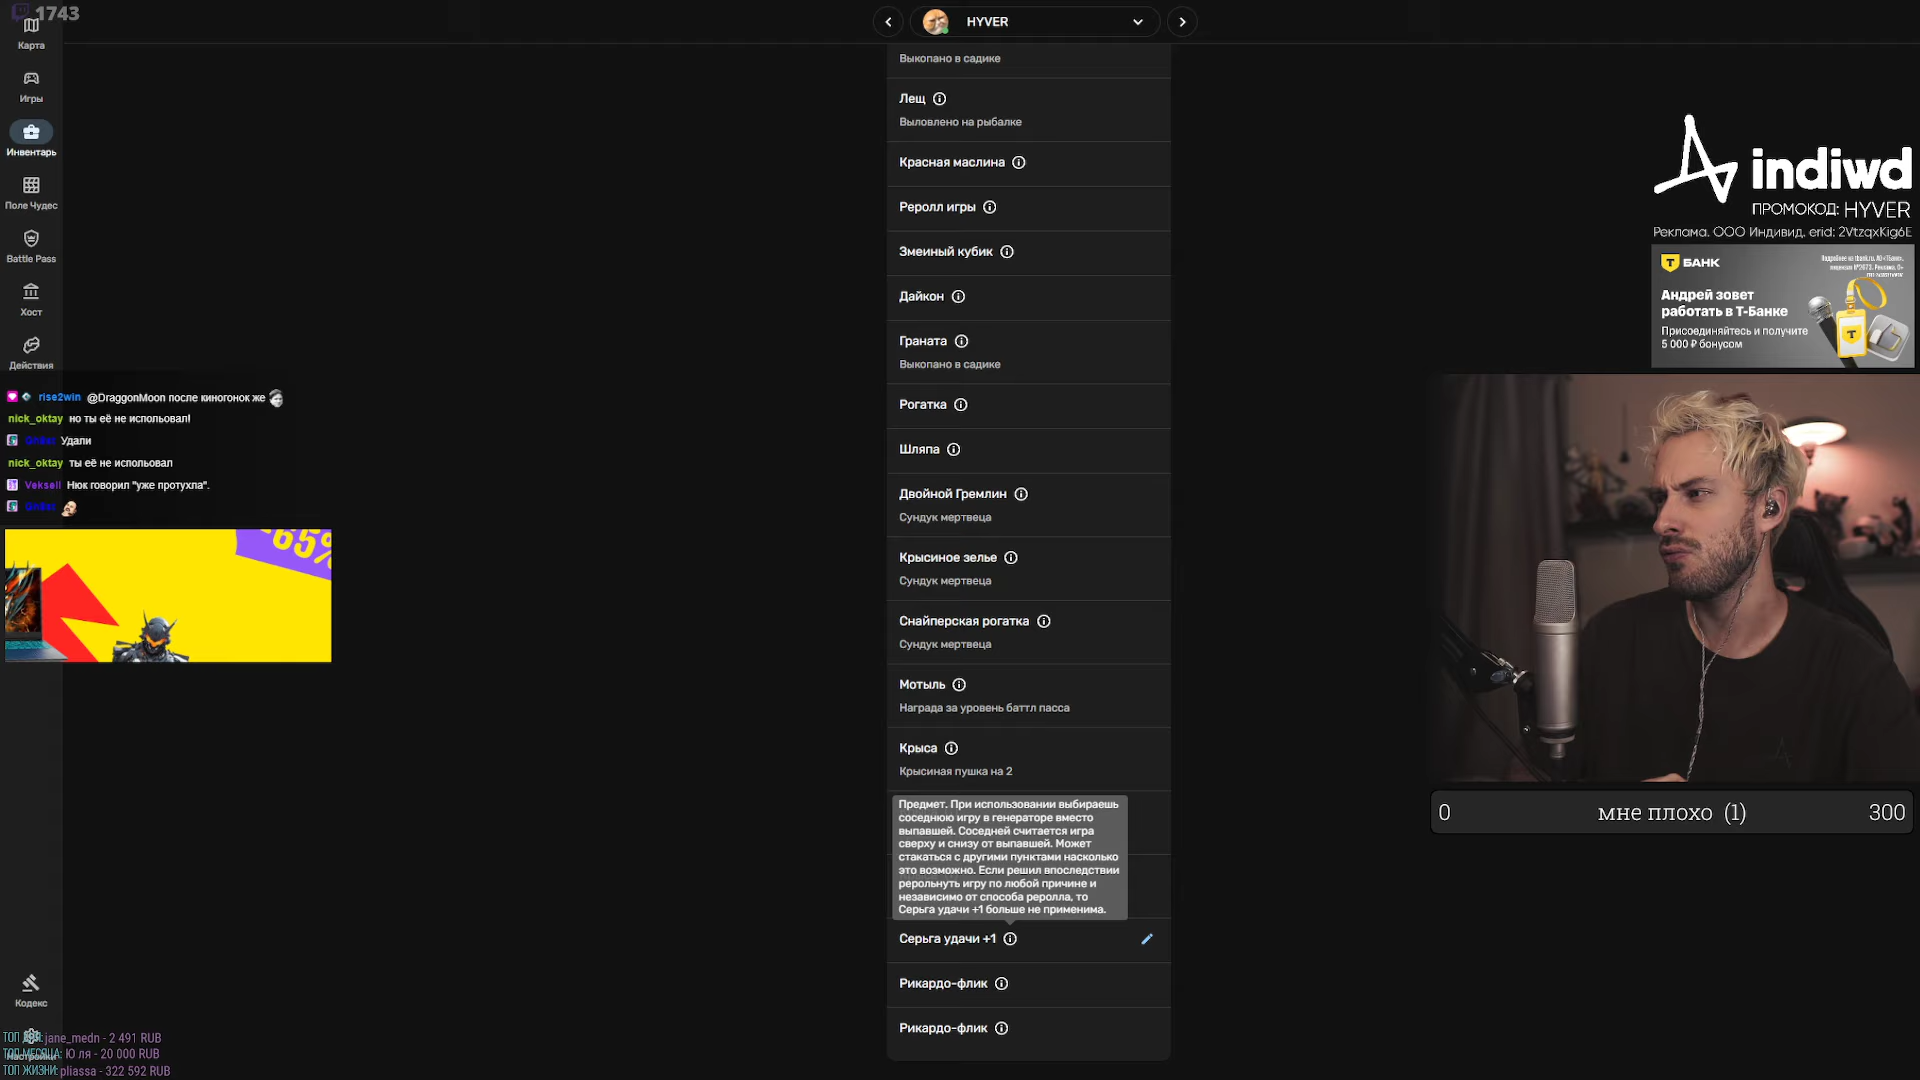 1743
Карта
Игры
Инвентарь
Поле Чудес
Battle Pass
Хост
Действия
HYVER
Выкопано в садике
Лещ
Выловлено на рыбалке
Красная маслина
Реролл игры
Змеиный кубик
Дайкон
Граната
Выкопано в садике
Рогатка
Шляпа
Двойной Гремлин
Сундук мертвеца
Крысиное зелье
Сундук мертвеца
Снайперская рогатка
Сундук мертвеца
Мотыль
Награда за уровень баттл пасса
Крыса
Крысиная пушка на 2
Предмет. При использовании выбираешь
соседнюю игру в генераторе вместо
выпавшей. Соседней считается игра
сверху и снизу от выпавшей. Может
стакаться с другими пунктами насколько
это возможно. Если решил впоследствии
рерольнуть игру по любой причине и
независимо от способа реролла, то
Серьга удачи +1 больше не применима.
Серьга удачи +1
Рикардо-флик
Рикардо-флик
rise2win @DraggonMoon после киногонок же
nick_oktay но ты её не испольовал!
Удали
nick_oktay ты её не испольовал
Veksell Нюк говорил "уже протухла".
-65%
Кодекс
Настройки
ТОП ДНЯ: jane_medn - 2 491 RUB
ТОП МЕСЯЦА: Ю ля - 20 000 RUB
ТОП ЖИЗНИ: pliassa - 322 592 RUB
indiwd
ПРОМОКОД: HYVER
Реклама. ООО Индивид. erid: 2VtzqxKig6E
Т БАНК
Андрей зовет
работать в Т-Банке
Присоединяйтесь и получите
5 000 ₽ бонусом
0 мне плохо (1) 300